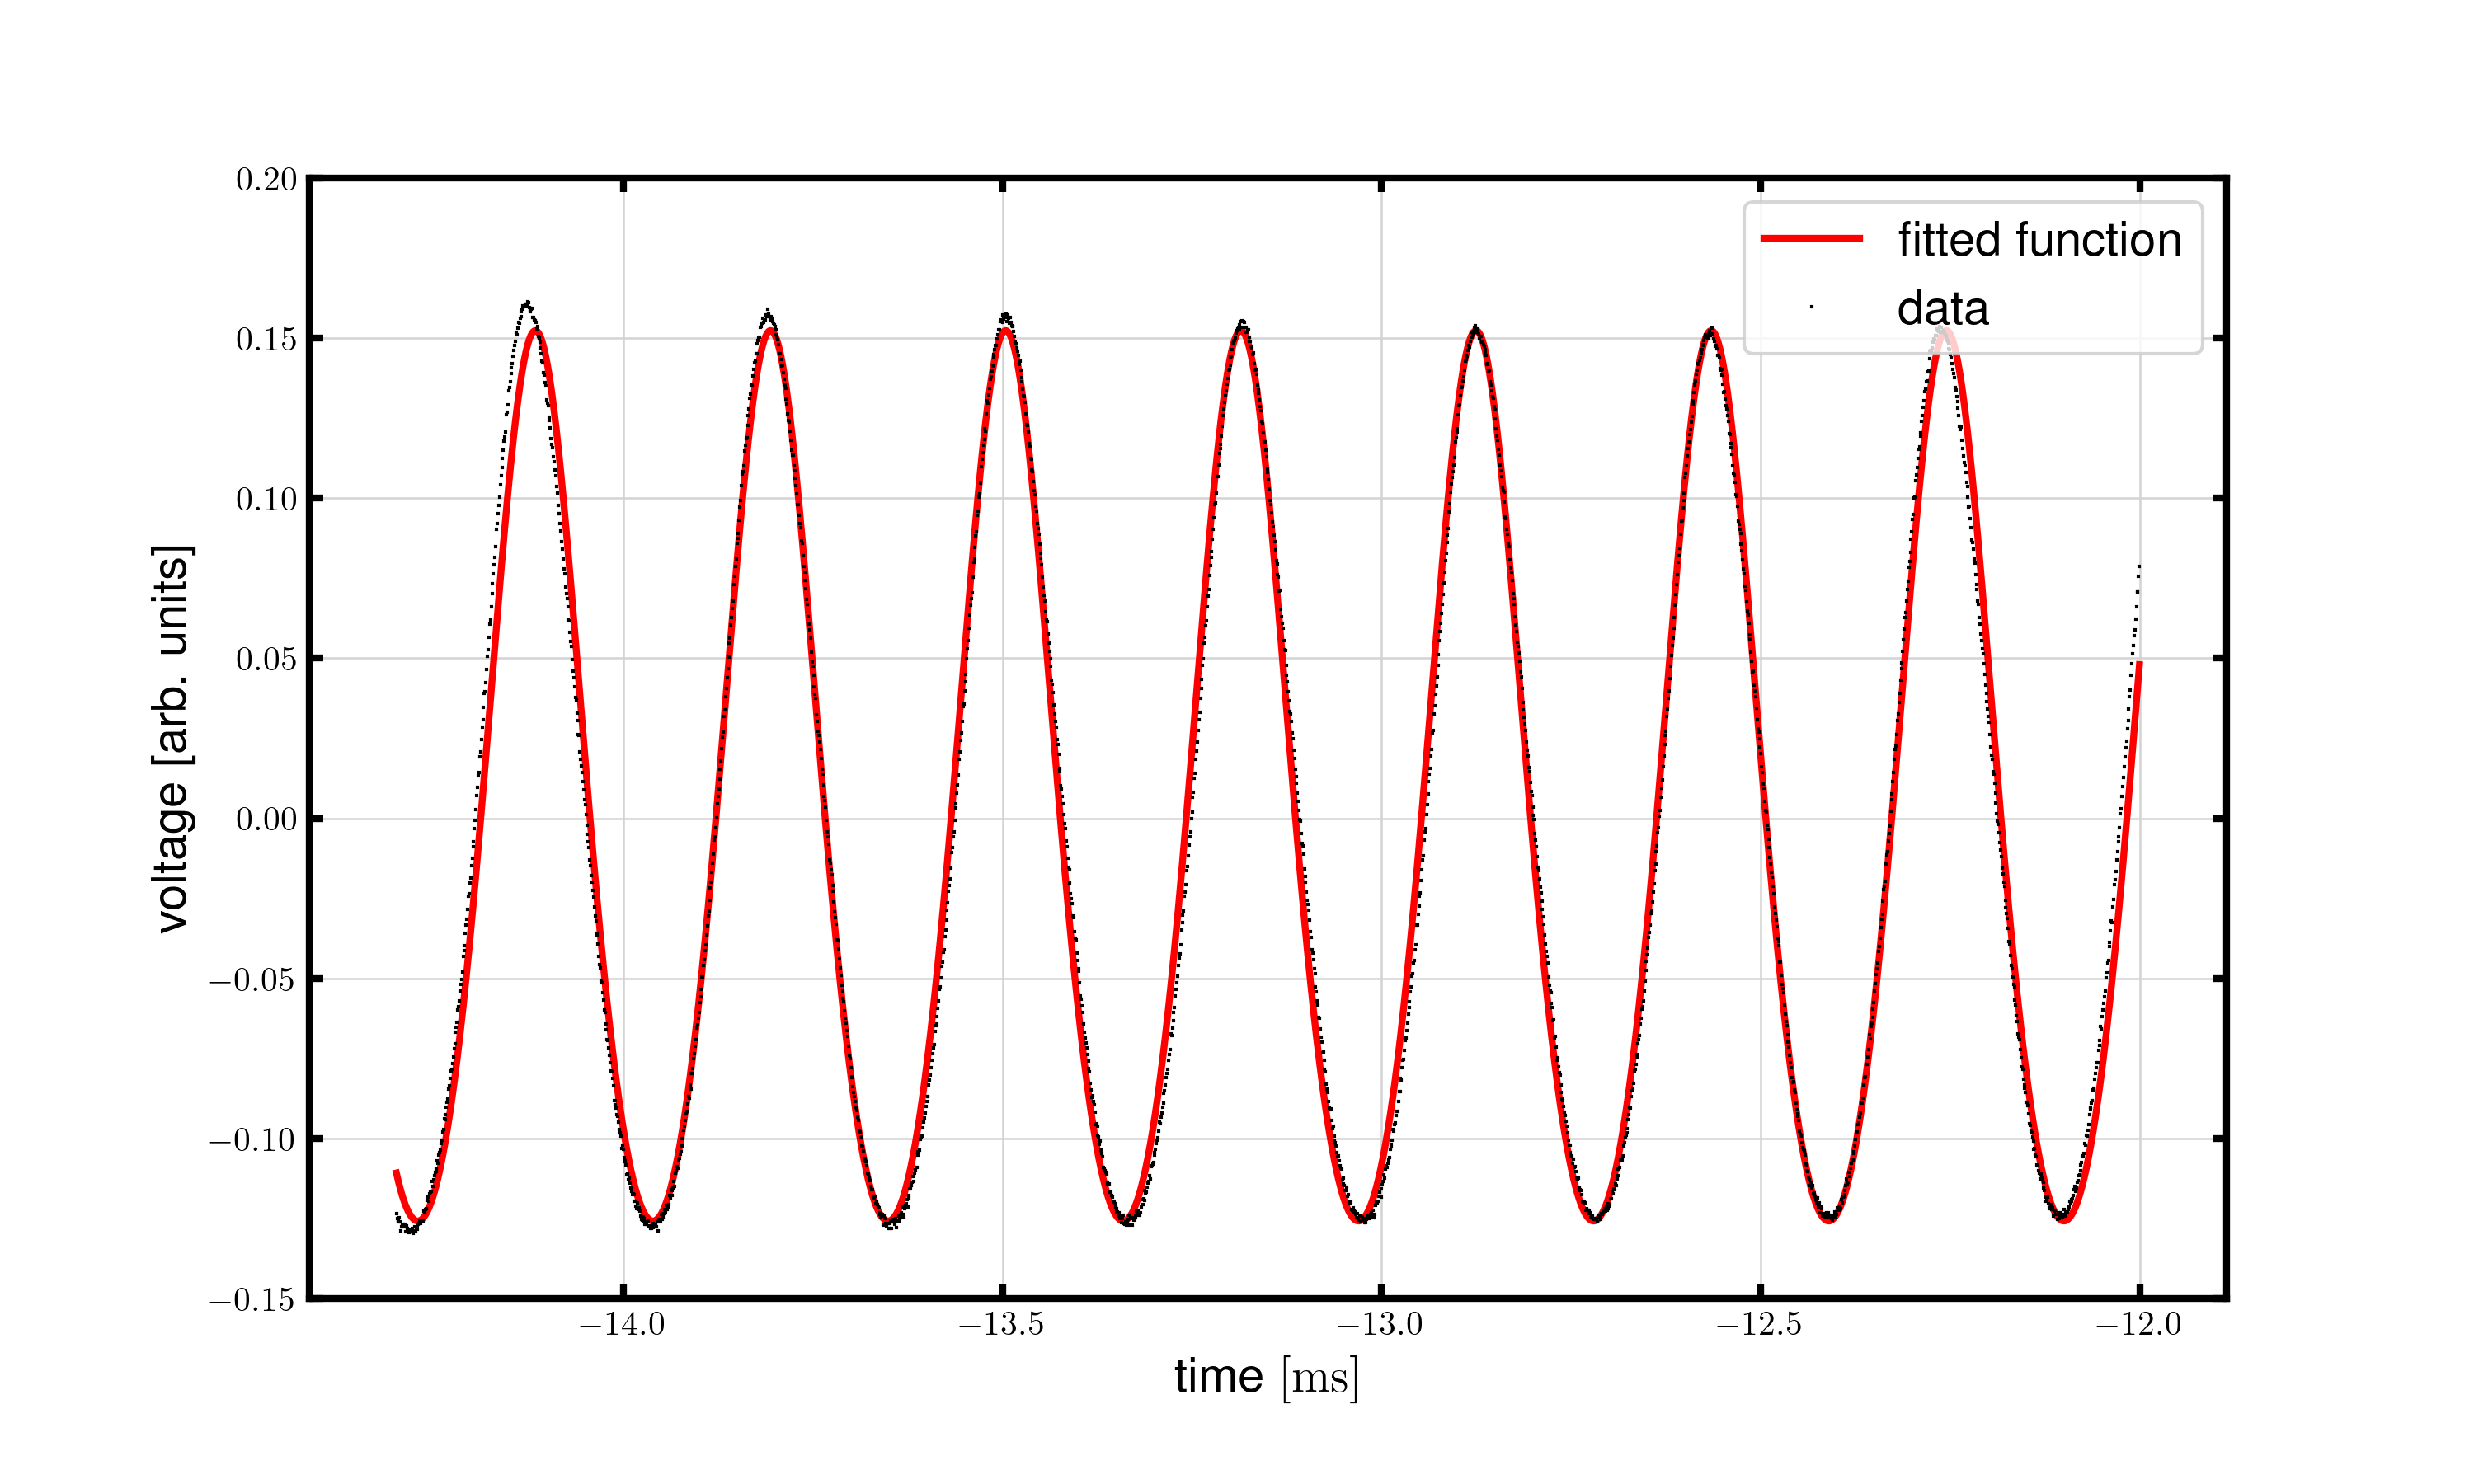 0.20
0.15
0.10
0.05
0.00
−0.05
−0.10
−0.15
voltage [arb. units]
fitted function
data
−14.0 −13.5 −13.0 −12.5 −12.0
time [ms]